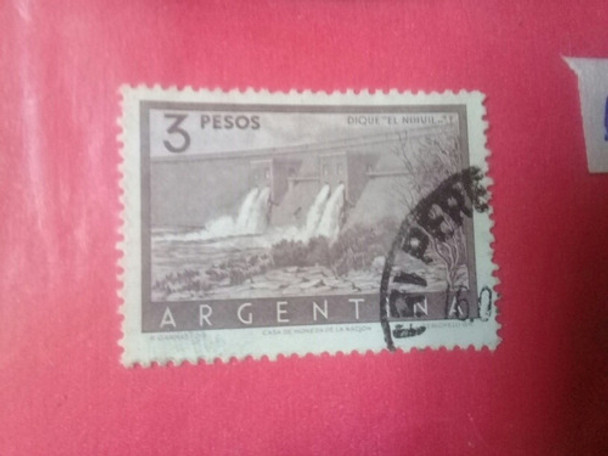 3 PESOS
DIQUE "EL NIHUIL"
ARGENTINA
CASA DE MONEDA DE LA NACION